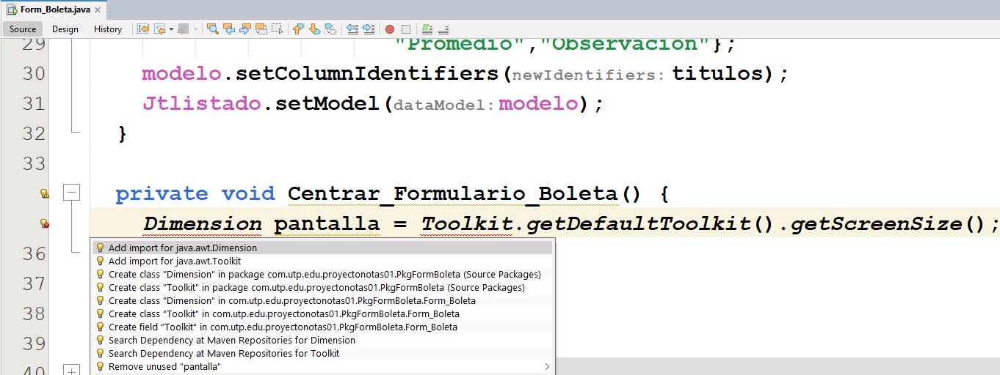 Form_Boleta.java
Source Design History
29 "Promedio","Observacion"};
30 modelo.setColumnIdentifiers(newIdentifiers: titulos);
31 Jtlistado.setModel(dataModel: modelo);
32 }
33
private void Centrar_Formulario_Boleta() {
Dimension pantalla = Toolkit.getDefaultToolkit().getScreenSize();
36
Add import for java.awt.Dimension
Add import for java.awt.Toolkit
37
Create class "Dimension" in package com.utp.edu.proyectonotas01.PkgFormBoleta (Source Packages)
Create class "Toolkit" in package com.utp.edu.proyectonotas01.PkgFormBoleta (Source Packages)
38
Create class "Dimension" in com.utp.edu.proyectonotas01.PkgFormBoleta.Form_Boleta
Create class "Toolkit" in com.utp.edu.proyectonotas01.PkgFormBoleta.Form_Boleta
Create field "Toolkit" in com.utp.edu.proyectonotas01.PkgFormBoleta.Form_Boleta
39
Search Dependency at Maven Repositories for Dimension
Search Dependency at Maven Repositories for Toolkit
40
Remove unused "pantalla"